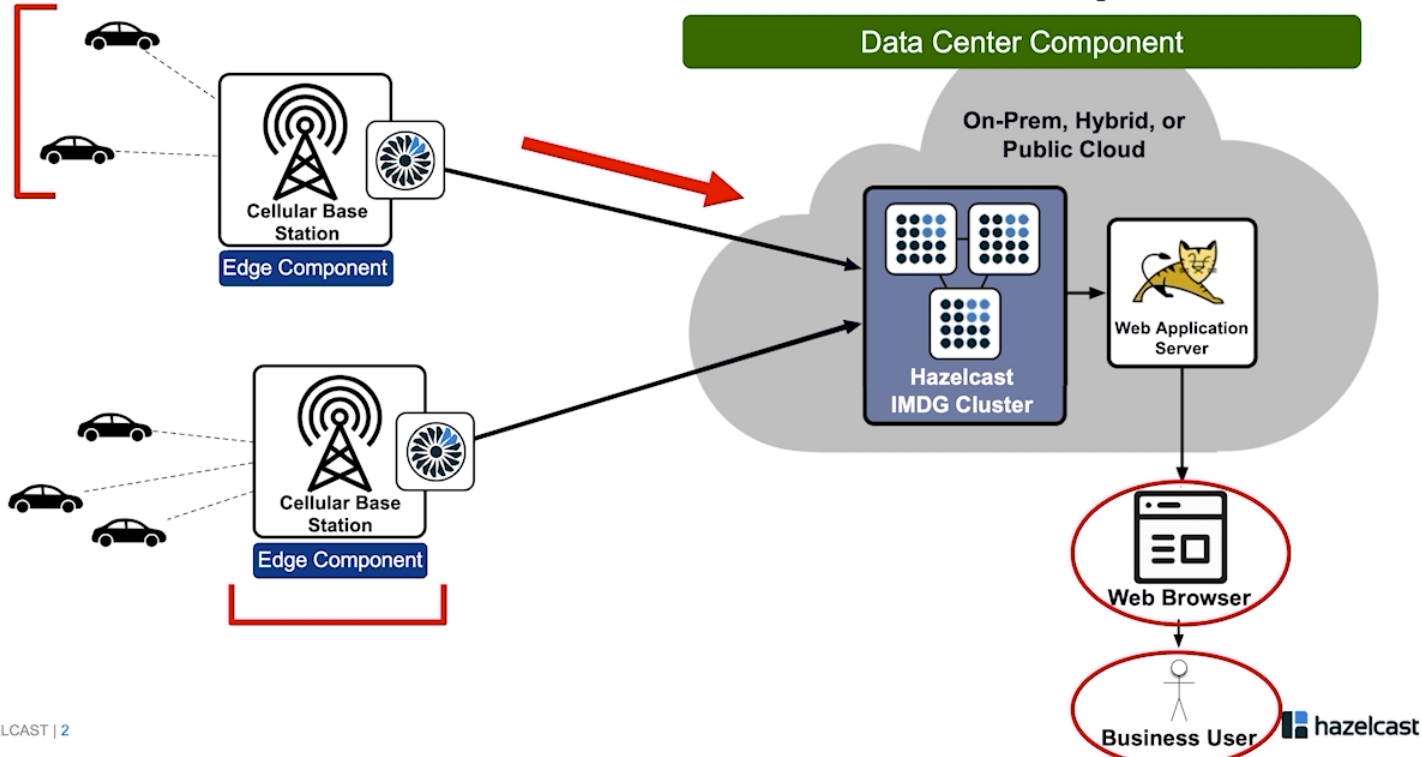 Data Center Component
On-Prem, Hybrid, or
Public Cloud
Cellular Base
Station
Edge Component
Hazelcast
IMDG Cluster
Web Application
Server
Cellular Base
Station
Edge Component
Web Browser
Business User
LCAST | 2
hazelcast